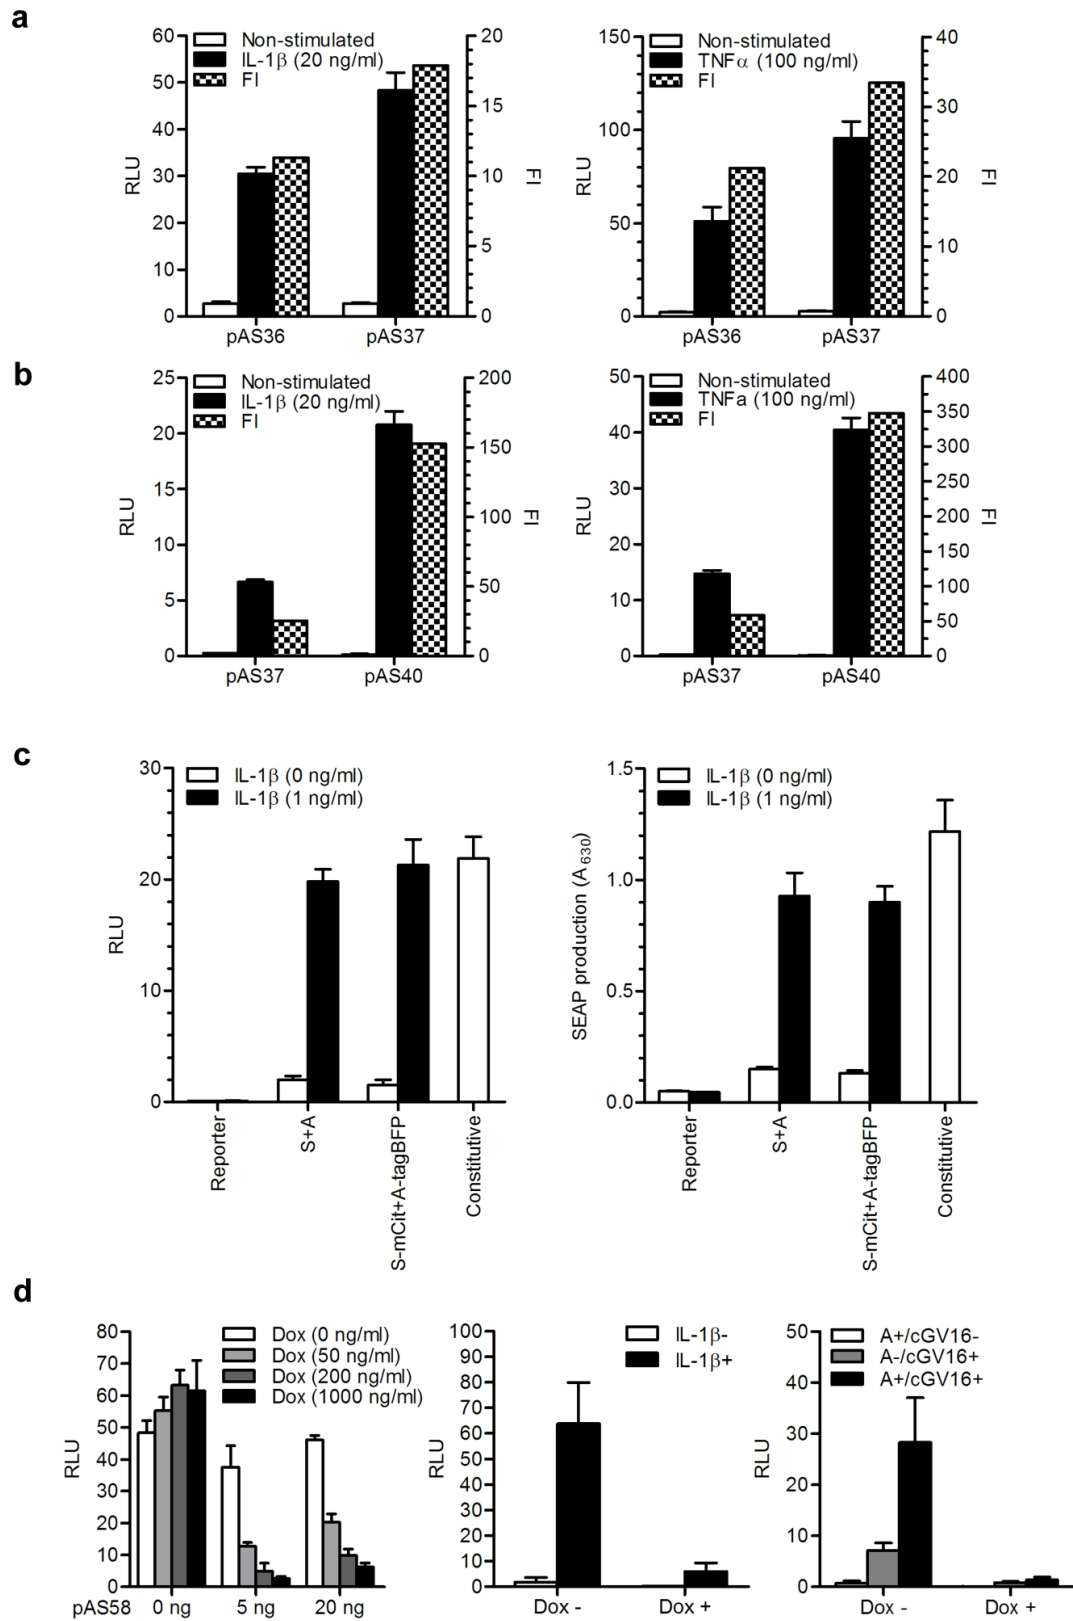 a
60
50
40
30
20
10
0
RLU
Non-stimulated
IL-1β (20 ng/ml)
FI
20
15
10
5
0
FI
pAS36 pAS37
150
100
50
0
RLU
Non-stimulated
TNFα (100 ng/ml)
FI
40
30
20
10
0
FI
pAS36 pAS37
b
25
20
15
10
5
0
RLU
Non-stimulated
IL-1β (20 ng/ml)
FI
200
150
100
50
0
FI
pAS37 pAS40
50
40
30
20
10
0
RLU
Non-stimulated
TNFa (100 ng/ml)
FI
400
350
300
250
200
150
100
50
0
FI
pAS37 pAS40
c
30
20
10
0
RLU
IL-1β (0 ng/ml)
IL-1β (1 ng/ml)
Reporter
S+A
S-mCit+A-tagBFP
Constitutive
1.5
1.0
0.5
0.0
SEAP production (A630)
IL-1β (0 ng/ml)
IL-1β (1 ng/ml)
Reporter
S+A
S-mCit+A-tagBFP
Constitutive
d
80
70
60
50
40
30
20
10
0
RLU
Dox (0 ng/ml)
Dox (50 ng/ml)
Dox (200 ng/ml)
Dox (1000 ng/ml)
pAS58 0 ng 5 ng 20 ng
100
90
80
70
60
50
40
30
20
10
0
RLU
IL-1β-
IL-1β+
Dox - Dox +
50
40
30
20
10
0
RLU
A+/cGV16-
A-/cGV16+
A+/cGV16+
Dox - Dox +